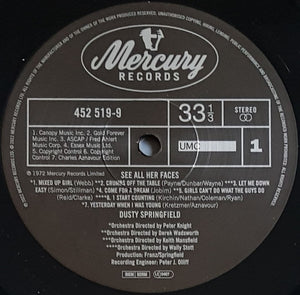 Mercury
RECORDS
452 519-9
33 1/3
STEREO
UMC
1
1. Canopy Music Inc. 2. Gold Forever
Music Inc. 3. ASCAP / Fred Ahlert
Music Corp. 4. Essex Music Ltd.
5. Copyright Control 6. Copyright
Control 7. Charles Aznavour Edition
℗ 1972 Mercury Records Limited
SEE ALL HER FACES
*1. MIXED UP GIRL (Webb) **2. CRUMBS OFF THE TABLE (Payne/Dunbar/Wayne) ***3. LET ME DOWN
EASY (Simon/Stillman) *4. COME FOR A DREAM (Jobim) **5. GIRLS CAN'T DO WHAT THE GUYS DO
(Reid/Clarke) *6. I START COUNTING (Kirchin/Nathan/Coleman/Ryan)
****7. YESTERDAY WHEN I WAS YOUNG (Kretzmer/Aznavour)
DUSTY SPRINGFIELD
*Orchestra Directed by Peter Knight
**Orchestra Directed by Derek Wadsworth
***Orchestra Directed by Keith Mansfield
****Orchestra Directed by Wally Stott
Production: Franz/Springfield
Recording Engineer: Peter J. Olliff